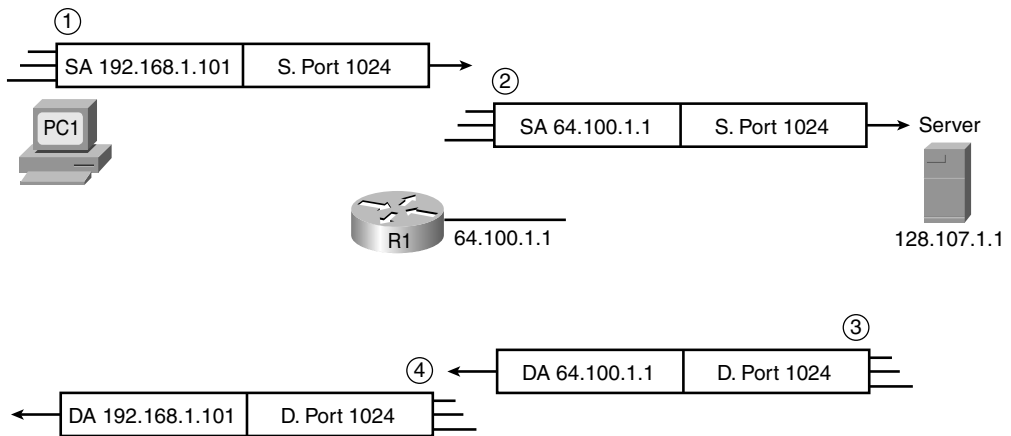 1
SA 192.168.1.101 S. Port 1024
2
SA 64.100.1.1 S. Port 1024
Server
PC1
R1
64.100.1.1
128.107.1.1
3
DA 64.100.1.1 D. Port 1024
4
DA 192.168.1.101 D. Port 1024